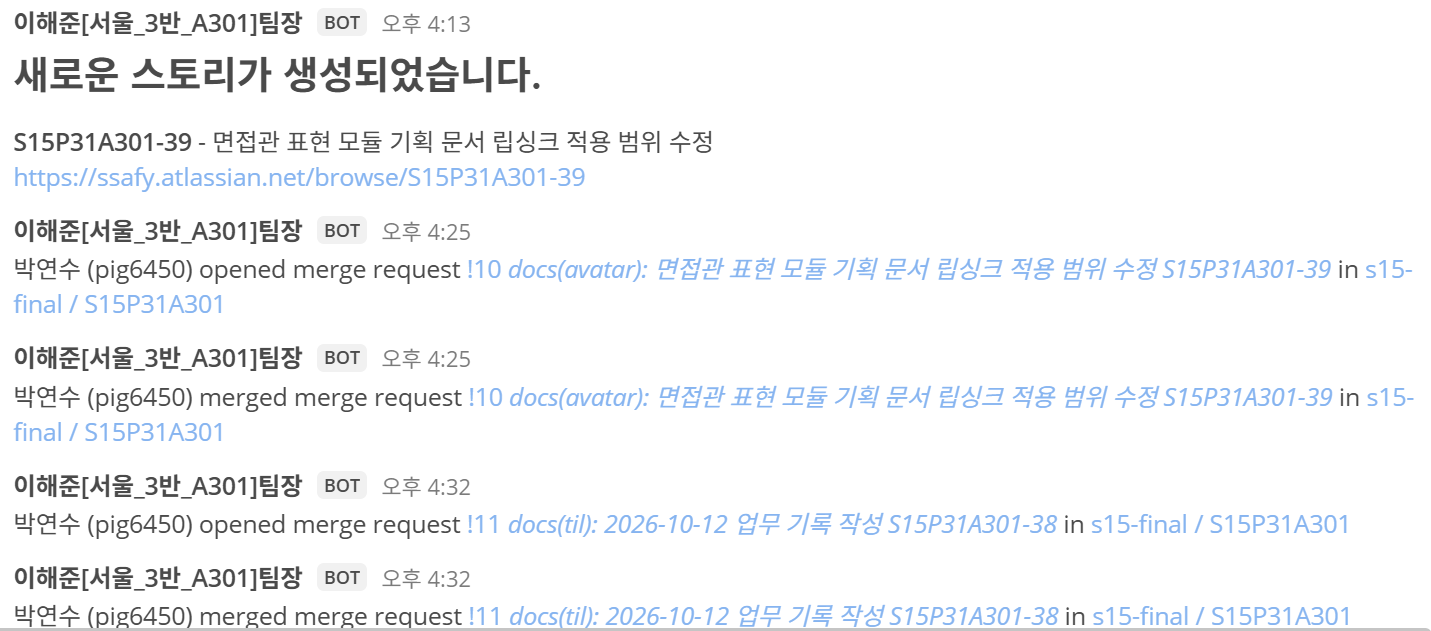 이해준[서울_3반_A301]팀장 BOT 오후 4:13
새로운 스토리가 생성되었습니다.
S15P31A301-39 - 면접관 표현 모듈 기획 문서 립싱크 적용 범위 수정
https://ssafy.atlassian.net/browse/S15P31A301-39
이해준[서울_3반_A301]팀장 BOT 오후 4:25
박연수 (pig6450) opened merge request !10 docs(avatar): 면접관 표현 모듈 기획 문서 립싱크 적용 범위 수정 S15P31A301-39 in s15-
final / S15P31A301
이해준[서울_3반_A301]팀장 BOT 오후 4:25
박연수 (pig6450) merged merge request !10 docs(avatar): 면접관 표현 모듈 기획 문서 립싱크 적용 범위 수정 S15P31A301-39 in s15-
final / S15P31A301
이해준[서울_3반_A301]팀장 BOT 오후 4:32
박연수 (pig6450) opened merge request !11 docs(til): 2026-10-12 업무 기록 작성 S15P31A301-38 in s15-final / S15P31A301
이해준[서울_3반_A301]팀장 BOT 오후 4:32
박연수 (pig6450) merged merge request !11 docs(til): 2026-10-12 업무 기록 작성 S15P31A301-38 in s15-final / S15P31A301